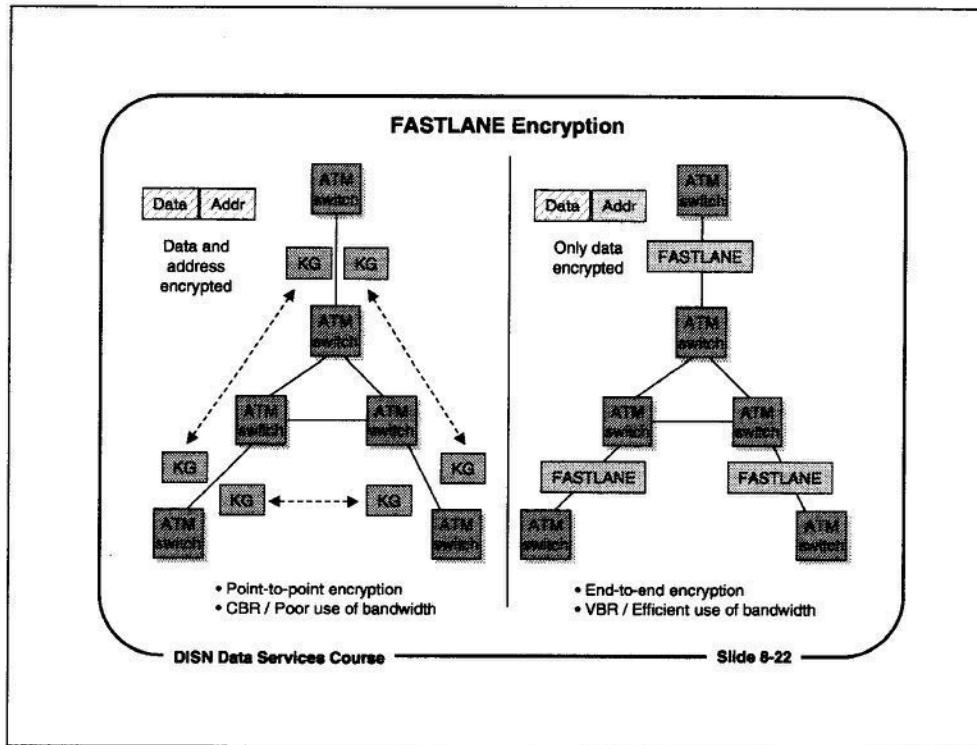 FASTLANE Encryption
Data Addr
Data and
address
encrypted
ATM
switch
KG KG
ATM
switch
ATM
switch
ATM
switch
KG
KG
KG
KG
ATM
switch
ATM
switch
• Point-to-point encryption
• CBR / Poor use of bandwidth
Data Addr
Only data
encrypted
ATM
switch
FASTLANE
ATM
switch
ATM
switch
ATM
switch
FASTLANE
FASTLANE
ATM
switch
ATM
switch
• End-to-end encryption
• VBR / Efficient use of bandwidth
DISN Data Services Course
Slide 8-22